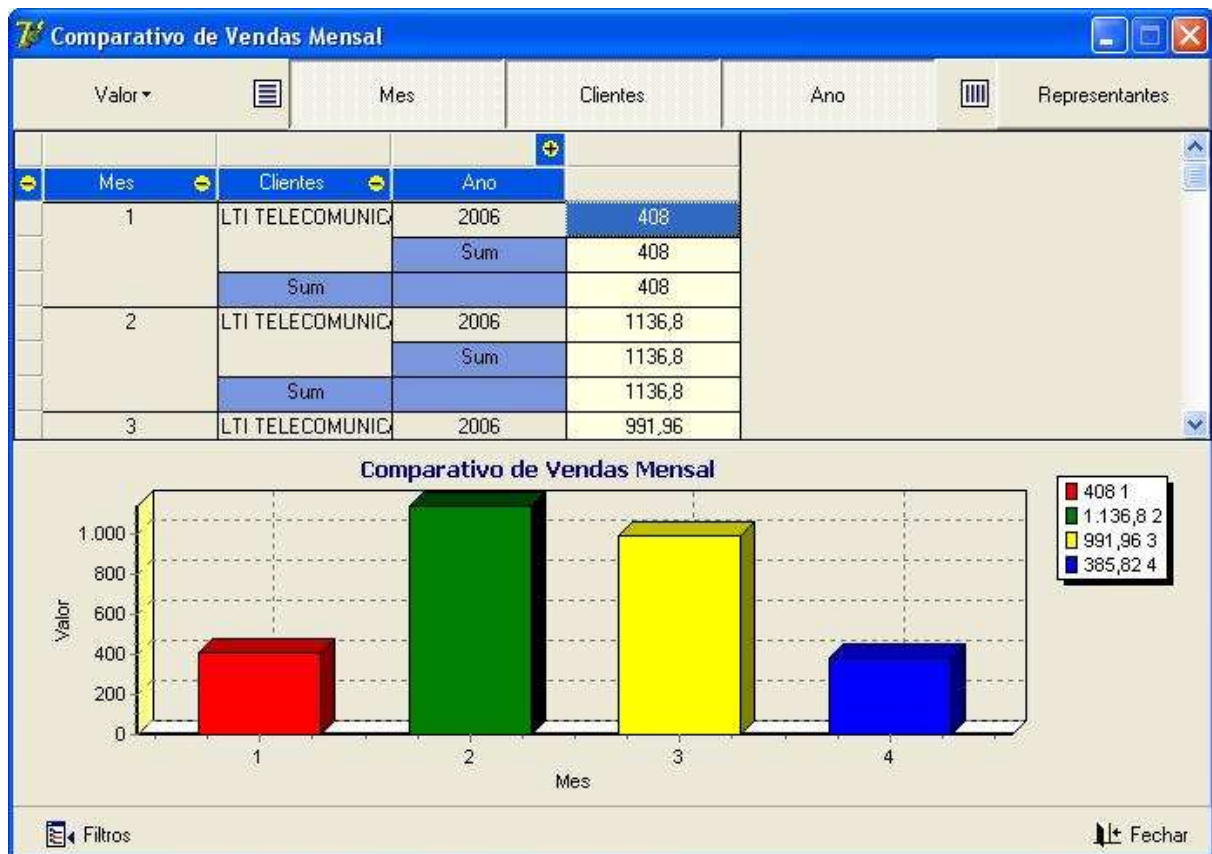 Comparativo de Vendas Mensal
Valor Mes Clientes Ano Representantes
Mes Clientes Ano
1 LTI TELECOMUNICA 2006 408
Sum 408
Sum 408
2 LTI TELECOMUNICA 2006 1136,8
Sum 1136,8
Sum 1136,8
3 LTI TELECOMUNICA 2006 991,96
Comparativo de Vendas Mensal
408 1
1.136,8 2
991,96 3
385,82 4
Valor
1.000
800
600
400
200
0
1 2 3 4
Mes
Filtros Fechar